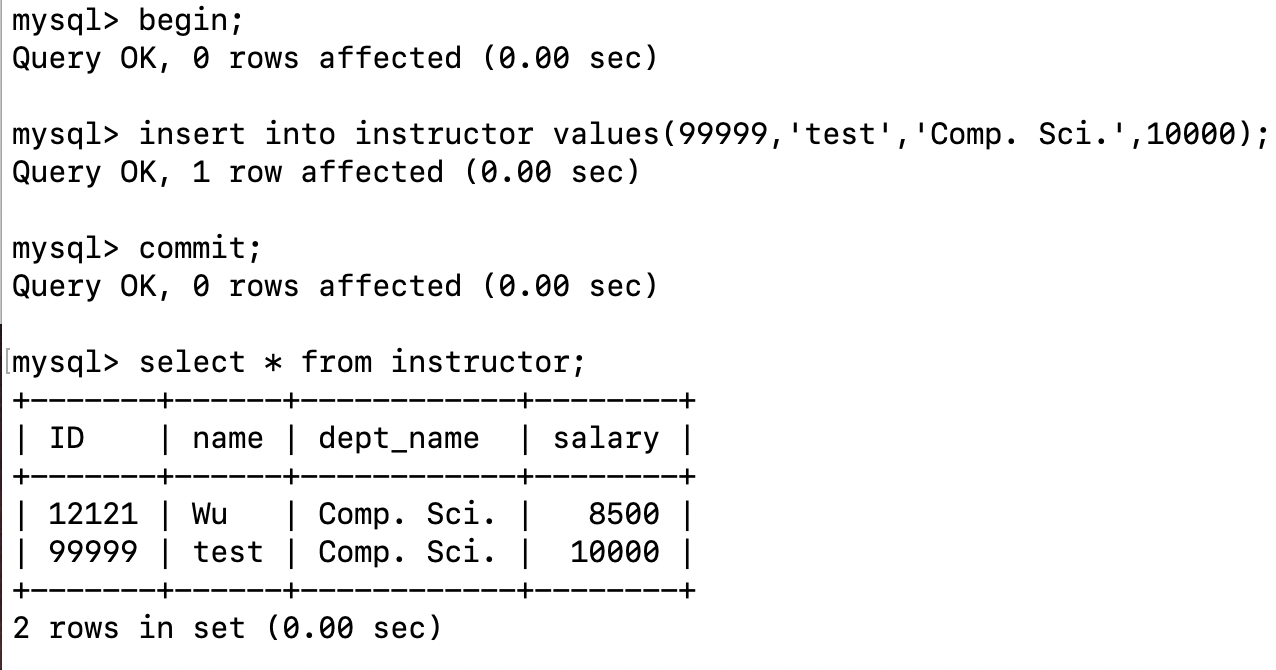 mysql> begin;
Query OK, 0 rows affected (0.00 sec)
mysql> insert into instructor values(99999,'test','Comp. Sci.',10000);
Query OK, 1 row affected (0.00 sec)
mysql> commit;
Query OK, 0 rows affected (0.00 sec)
[mysql> select * from instructor;
+-------+------+------------+--------+
| ID    | name | dept_name  | salary |
+-------+------+------------+--------+
| 12121 | Wu   | Comp. Sci. |   8500 |
| 99999 | test | Comp. Sci. |  10000 |
+-------+------+------------+--------+
2 rows in set (0.00 sec)